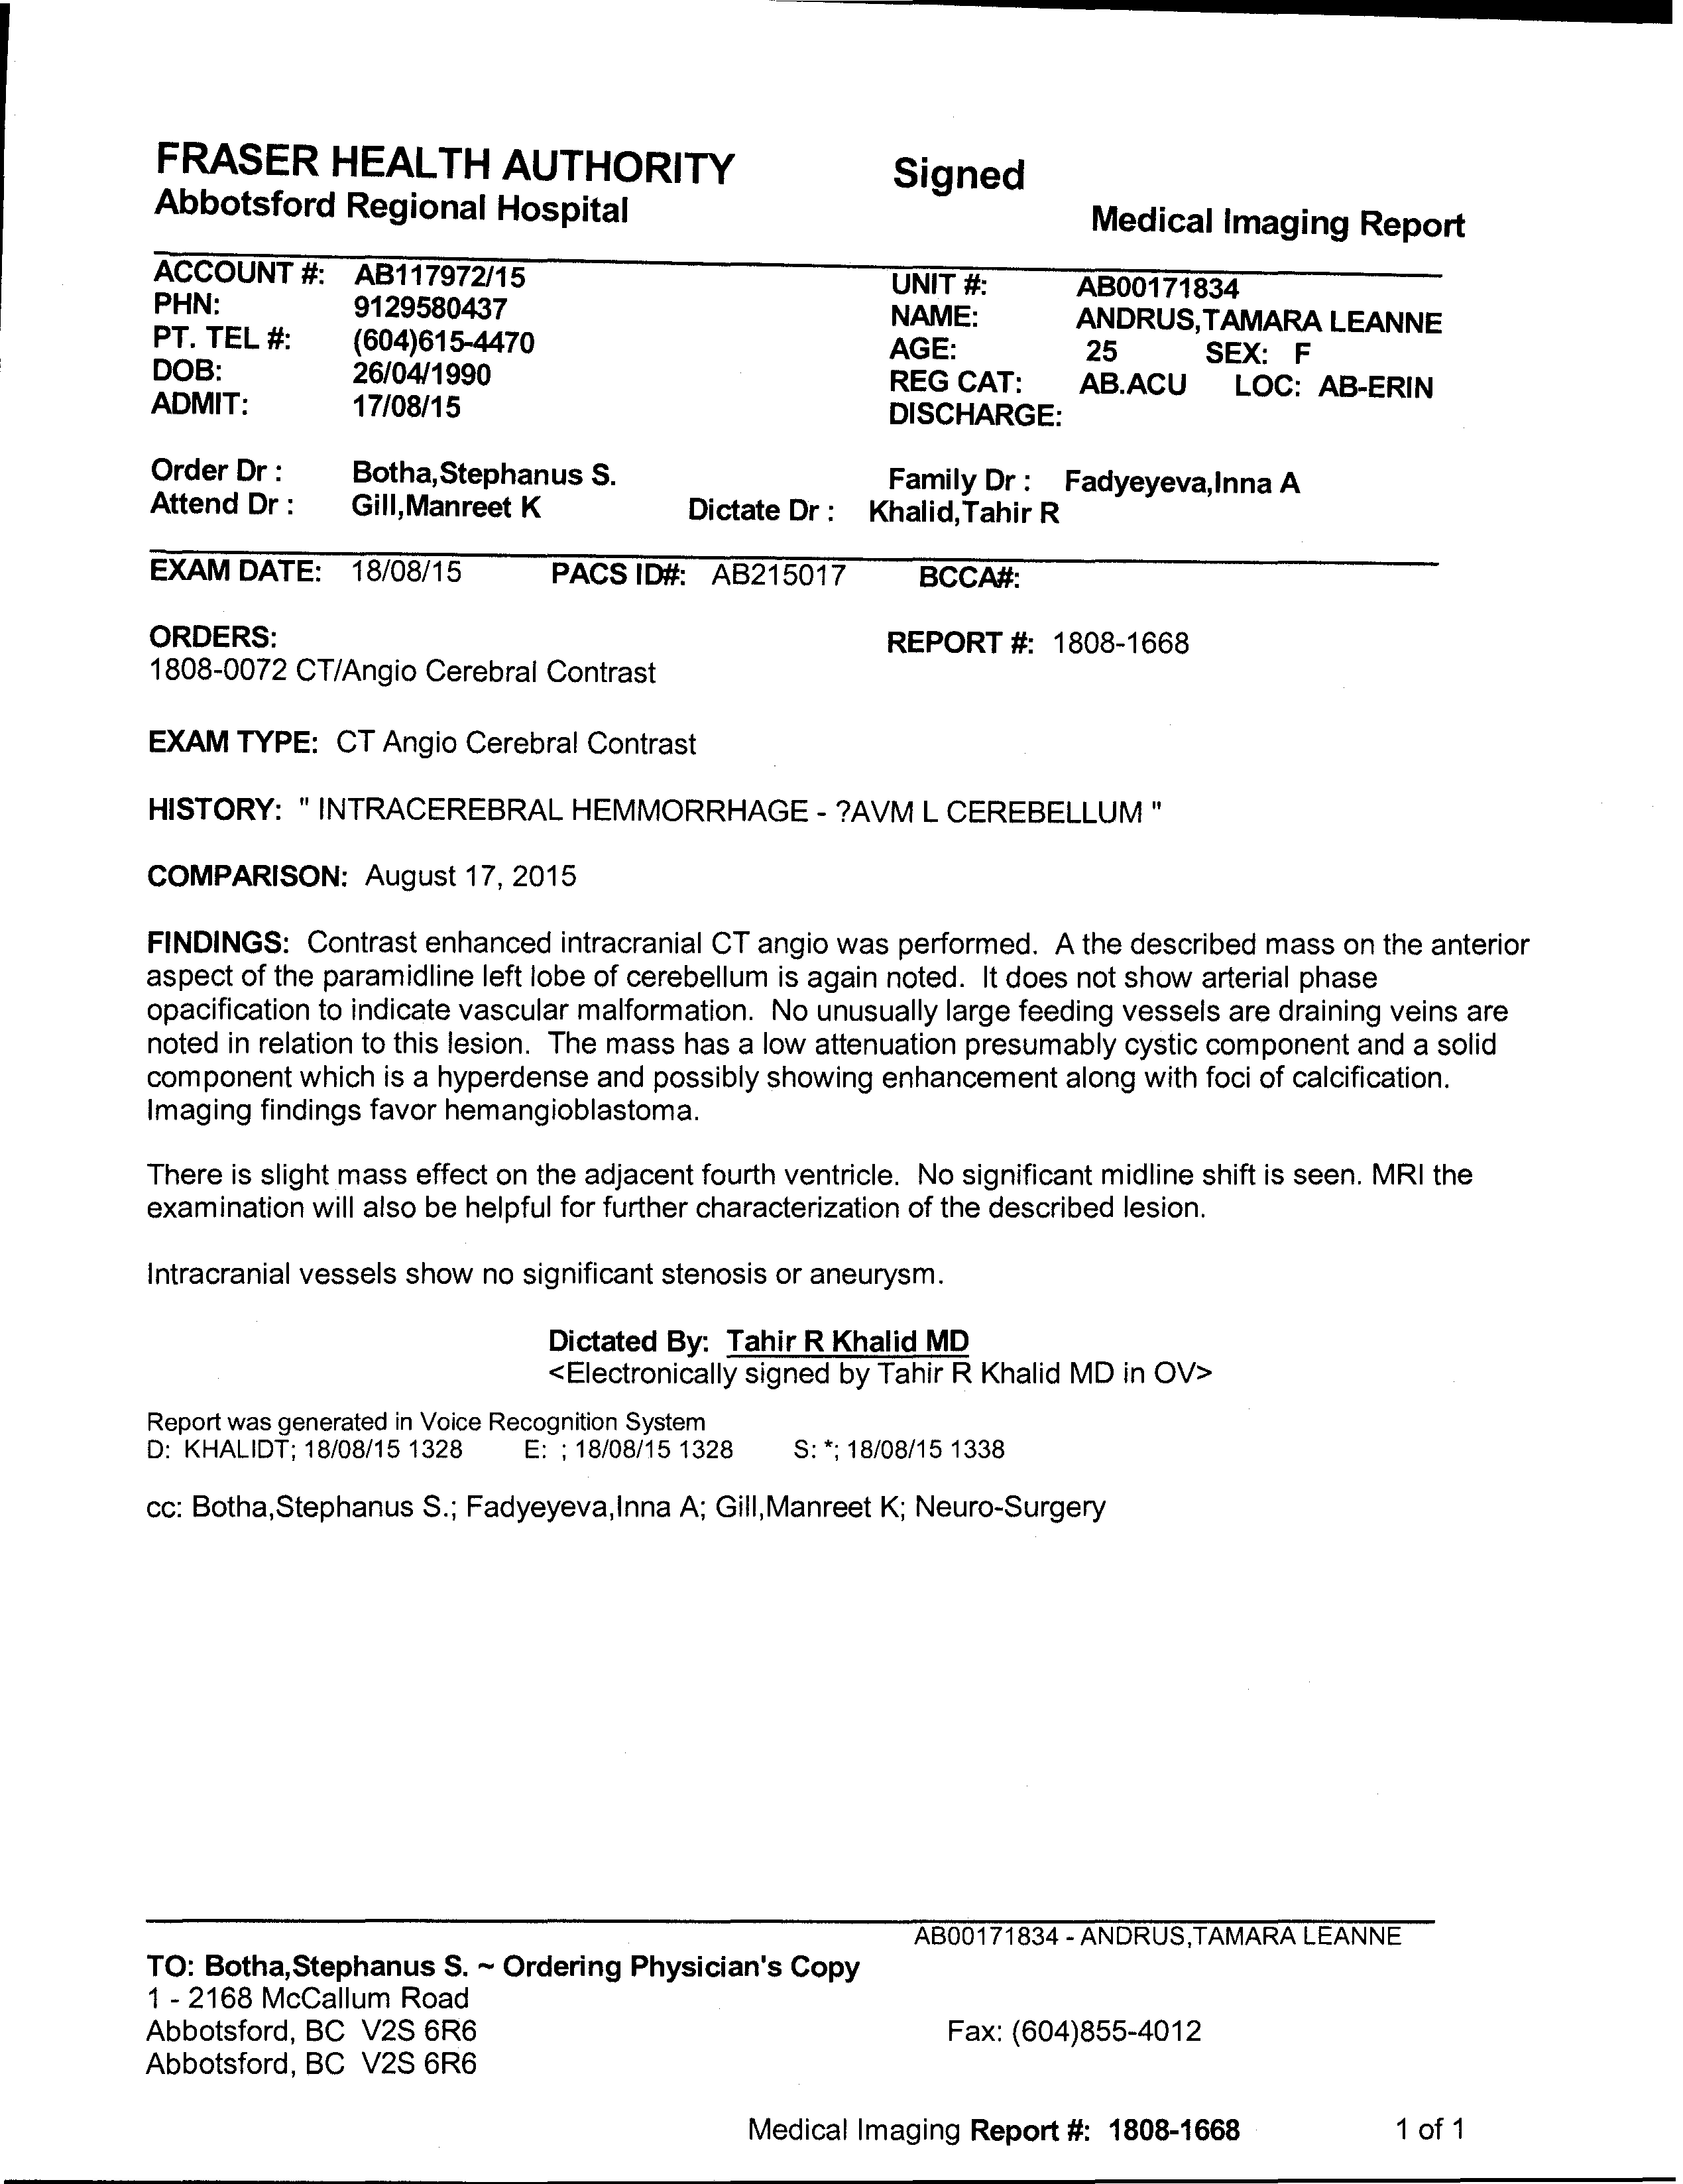 FRASER HEALTH AUTHORITY Signed
Abbotsford Regional Hospital
Medical Imaging Report
ACCOUNT #: AB117972/15 UNIT #: AB00171834
PHN: 9129580437 NAME: ANDRUS,TAMARA LEANNE
PT. TEL #: (604)615-4470 AGE: 25 SEX: F
DOB: 26/04/1990 REG CAT: AB.ACU LOC: AB-ERIN
ADMIT: 17/08/15 DISCHARGE:
Order Dr : Botha,Stephanus S. Family Dr : Fadyeyeva,Inna A
Attend Dr : Gill,Manreet K Dictate Dr : Khalid,Tahir R
EXAM DATE: 18/08/15 PACS ID#: AB215017 BCCA#:
ORDERS: REPORT #: 1808-1668
1808-0072 CT/Angio Cerebral Contrast
EXAM TYPE: CT Angio Cerebral Contrast
HISTORY: " INTRACEREBRAL HEMMORRHAGE - ?AVM L CEREBELLUM "
COMPARISON: August 17, 2015
FINDINGS: Contrast enhanced intracranial CT angio was performed. A the described mass on the anterior
aspect of the paramidline left lobe of cerebellum is again noted. It does not show arterial phase
opacification to indicate vascular malformation. No unusually large feeding vessels are draining veins are
noted in relation to this lesion. The mass has a low attenuation presumably cystic component and a solid
component which is a hyperdense and possibly showing enhancement along with foci of calcification.
Imaging findings favor hemangioblastoma.
There is slight mass effect on the adjacent fourth ventricle. No significant midline shift is seen. MRI the
examination will also be helpful for further characterization of the described lesion.
Intracranial vessels show no significant stenosis or aneurysm.
Dictated By: Tahir R Khalid MD
<Electronically signed by Tahir R Khalid MD in OV>
Report was generated in Voice Recognition System
D: KHALIDT; 18/08/15 1328 E: ; 18/08/15 1328 S: *; 18/08/15 1338
cc: Botha,Stephanus S.; Fadyeyeva,Inna A; Gill,Manreet K; Neuro-Surgery
AB00171834 - ANDRUS,TAMARA LEANNE
TO: Botha,Stephanus S. ~ Ordering Physician's Copy
1 - 2168 McCallum Road
Abbotsford, BC V2S 6R6 Fax: (604)855-4012
Abbotsford, BC V2S 6R6
Medical Imaging Report #: 1808-1668 1 of 1